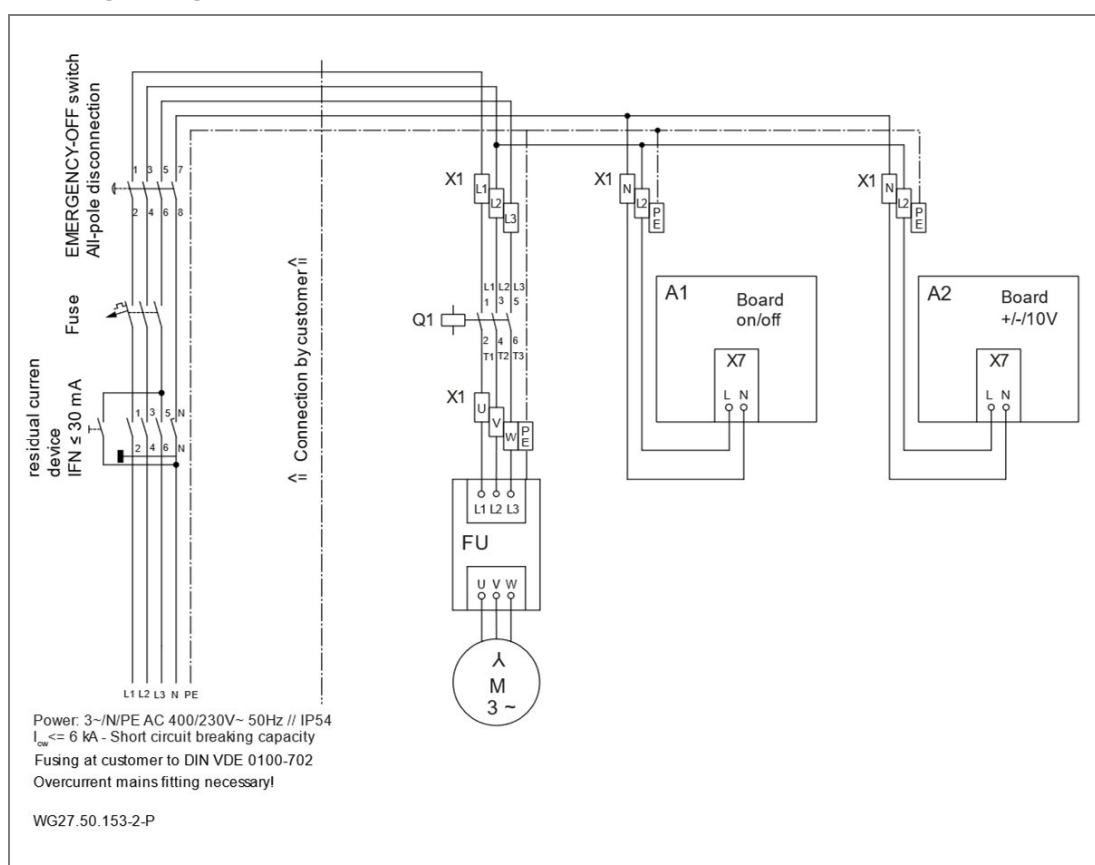 EMERGENCY-OFF switch
All-pole disconnection
1 3 5 7
2 4 6 8
Fuse
residual curren
device
IFN ≤ 30 mA
1 3 5 N
2 4 6 N
L1 L2 L3 N PE
<= Connection by customer <=
X1
L1
L2
L3
L1 L2 L3
1 3 5
Q1
2 4 6
T1 T2 T3
X1
U
V
W
PE
L1 L2 L3
FU
U V W
M
3 ~
X1
N
L2
PE
A1
Board
on/off
X7
L N
X1
N
L2
PE
A2
Board
+/-/10V
X7
L N
Power: 3~/N/PE AC 400/230V~ 50Hz // IP54
Icw<= 6 kA - Short circuit breaking capacity
Fusing at customer to DIN VDE 0100-702
Overcurrent mains fitting necessary!
WG27.50.153-2-P